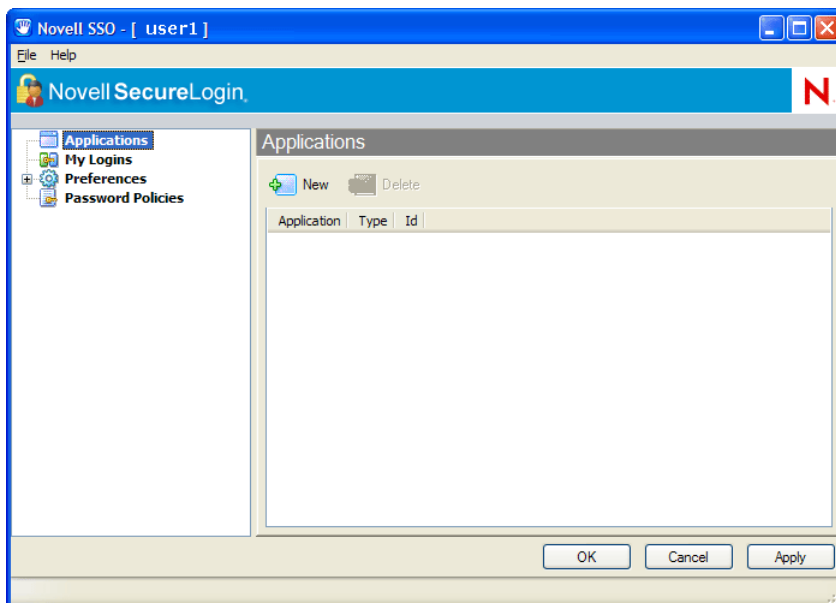 Novell SSO - [ user1 ]
File Help
Novell SecureLogin.
N.
Applications
My Logins
Preferences
Password Policies
Applications
New Delete
Application Type Id
OK Cancel Apply